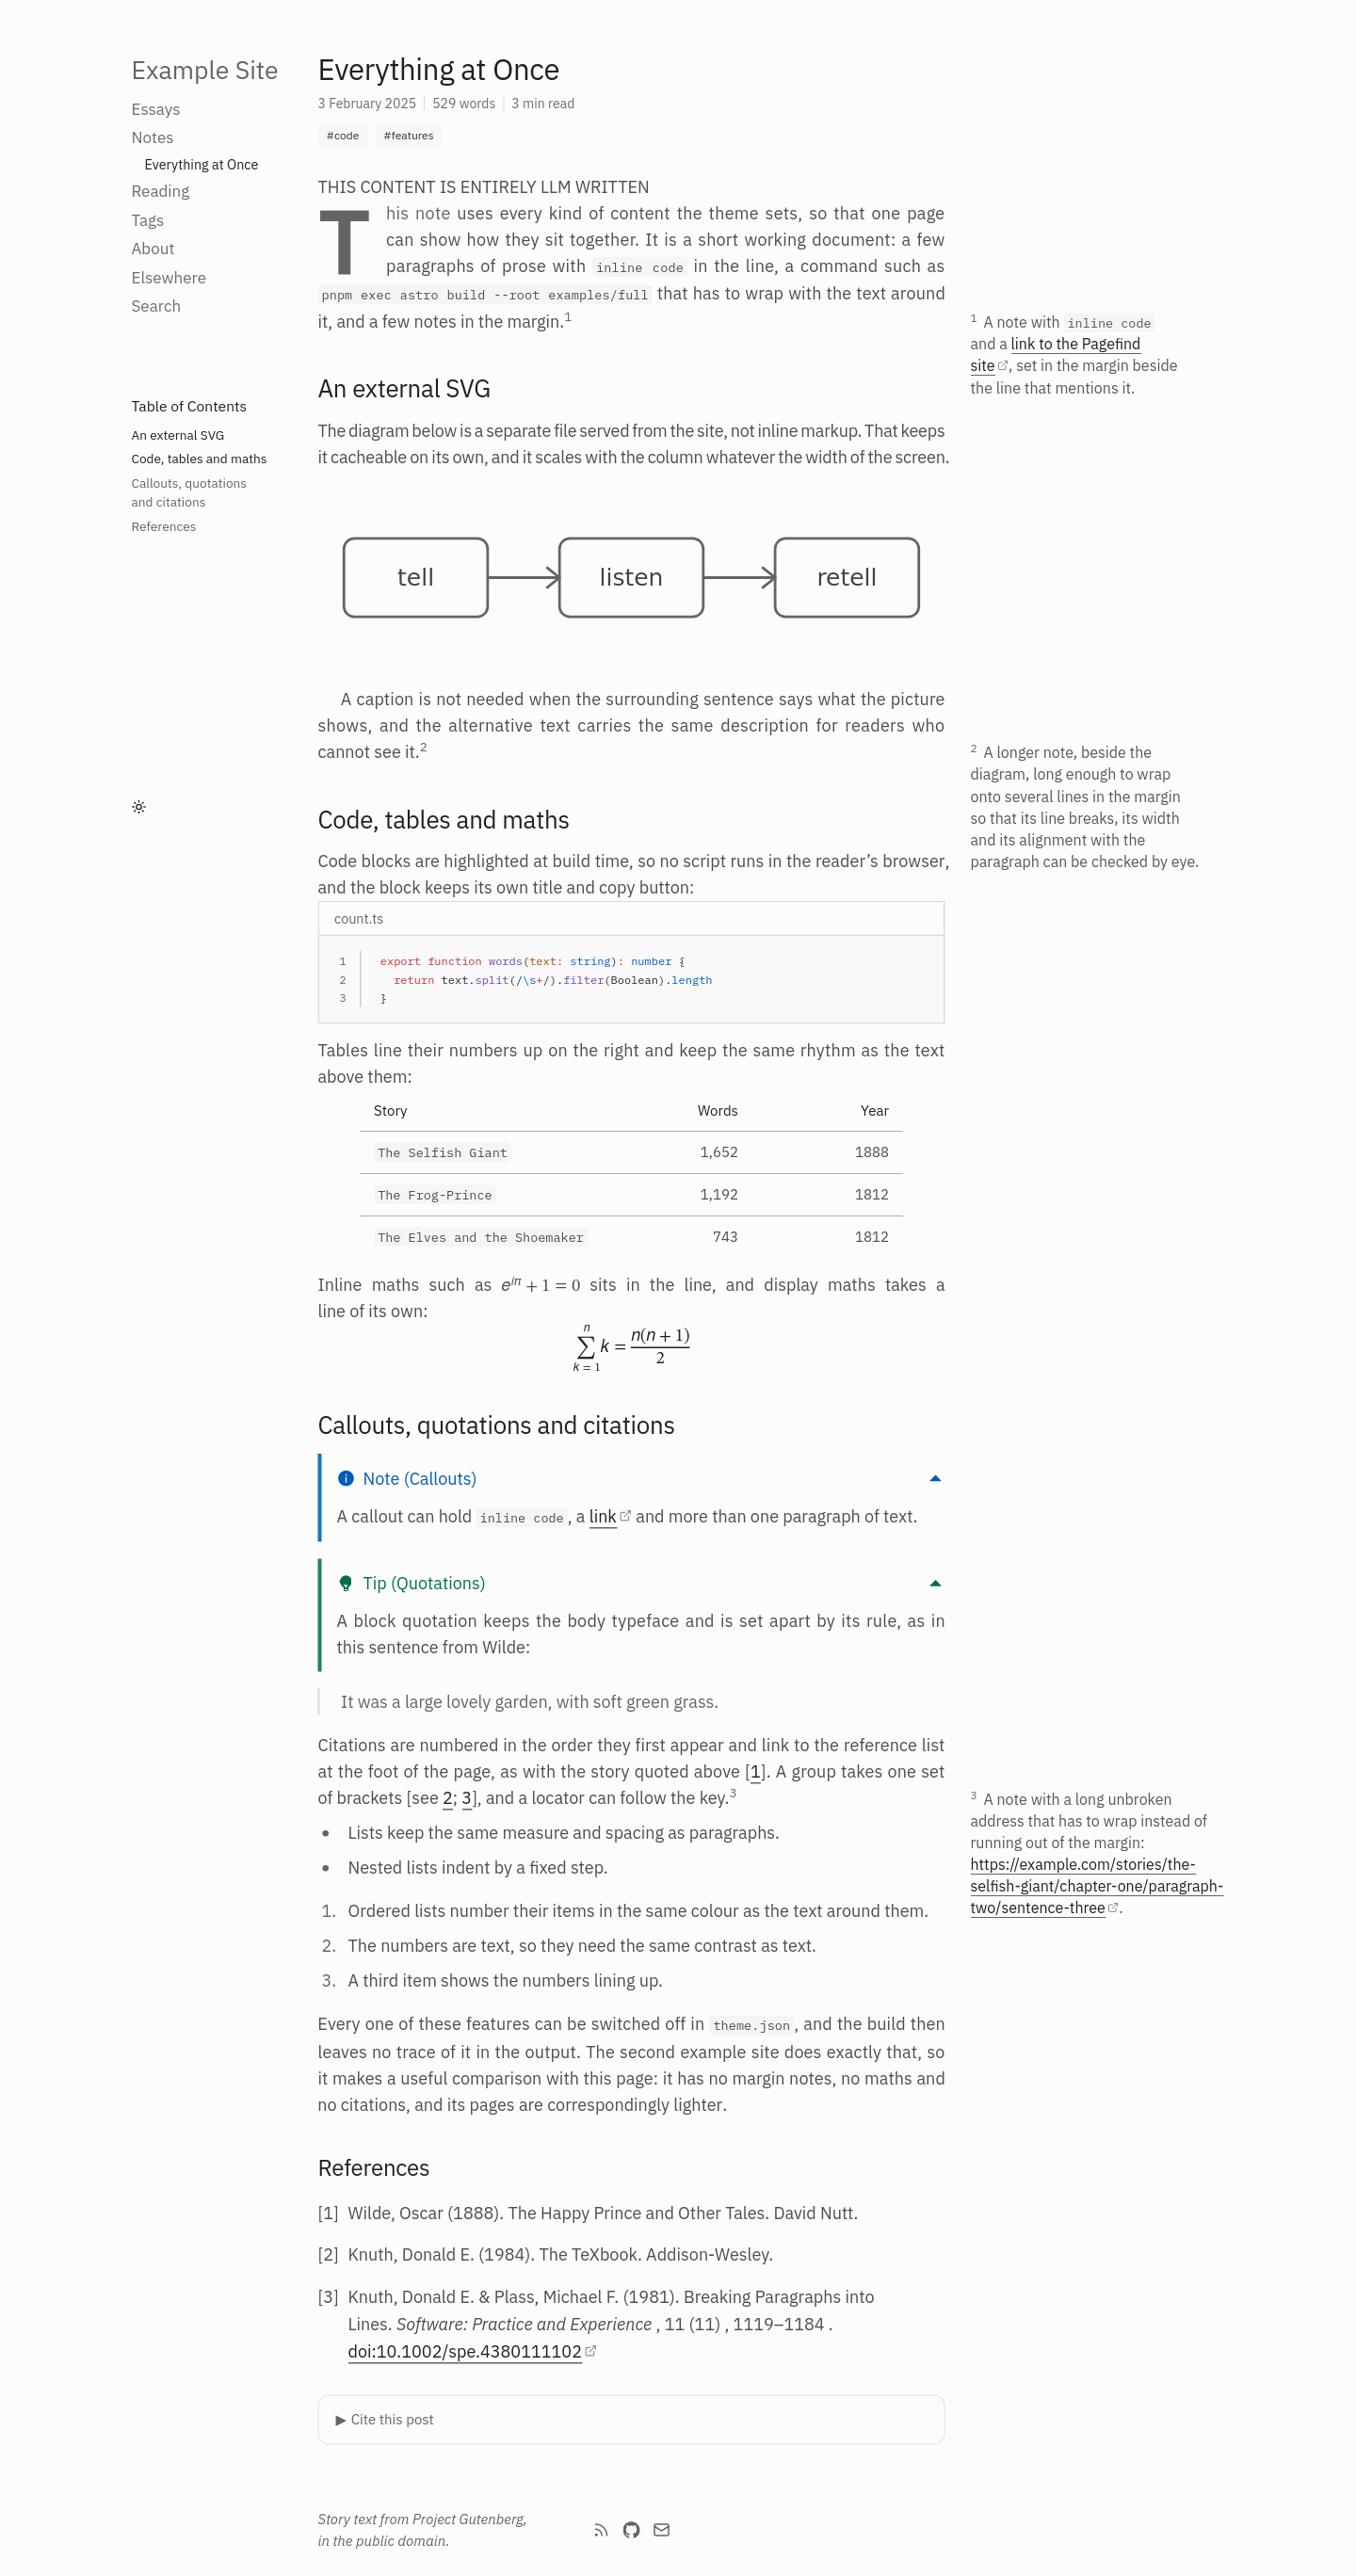 Example Site
Essays
Notes
Everything at Once
Reading
Tags
About
Elsewhere
Search
Table of Contents
An external SVG
Code, tables and maths
Callouts, quotations
and citations
References
Everything at Once
3 February 2025 529 words 3 min read
#code #features
THIS CONTENT IS ENTIRELY LLM WRITTEN
This note uses every kind of content the theme sets, so that one page
can show how they sit together. It is a short working document: a few
paragraphs of prose with inline code in the line, a command such as
pnpm exec astro build --root examples/full that has to wrap with the text around
it, and a few notes in the margin.1
1 A note with inline code
and a link to the Pagefind
site, set in the margin beside
the line that mentions it.
An external SVG
The diagram below is a separate file served from the site, not inline markup. That keeps
it cacheable on its own, and it scales with the column whatever the width of the screen.
tell listen retell
A caption is not needed when the surrounding sentence says what the picture
shows, and the alternative text carries the same description for readers who
cannot see it.2
2 A longer note, beside the
diagram, long enough to wrap
onto several lines in the margin
so that its line breaks, its width
and its alignment with the
paragraph can be checked by eye.
Code, tables and maths
Code blocks are highlighted at build time, so no script runs in the reader’s browser,
and the block keeps its own title and copy button:
count.ts
1 export function words(text: string): number {
2 return text.split(/\s+/).filter(Boolean).length
3 }
Tables line their numbers up on the right and keep the same rhythm as the text
above them:
Story Words Year
The Selfish Giant 1,652 1888
The Frog-Prince 1,192 1812
The Elves and the Shoemaker 743 1812
Inline maths such as e^iπ + 1 = 0 sits in the line, and display maths takes a
line of its own:
n
∑ k = n(n + 1)
k = 1 2
Callouts, quotations and citations
Note (Callouts)
A callout can hold inline code, a link and more than one paragraph of text.
Tip (Quotations)
A block quotation keeps the body typeface and is set apart by its rule, as in
this sentence from Wilde:
It was a large lovely garden, with soft green grass.
Citations are numbered in the order they first appear and link to the reference list
at the foot of the page, as with the story quoted above [1]. A group takes one set
of brackets [see 2; 3], and a locator can follow the key.3
3 A note with a long unbroken
address that has to wrap instead of
running out of the margin:
https://example.com/stories/the-
selfish-giant/chapter-one/paragraph-
two/sentence-three.
• Lists keep the same measure and spacing as paragraphs.
• Nested lists indent by a fixed step.
1. Ordered lists number their items in the same colour as the text around them.
2. The numbers are text, so they need the same contrast as text.
3. A third item shows the numbers lining up.
Every one of these features can be switched off in theme.json, and the build then
leaves no trace of it in the output. The second example site does exactly that, so
it makes a useful comparison with this page: it has no margin notes, no maths and
no citations, and its pages are correspondingly lighter.
References
[1] Wilde, Oscar (1888). The Happy Prince and Other Tales. David Nutt.
[2] Knuth, Donald E. (1984). The TeXbook. Addison-Wesley.
[3] Knuth, Donald E. & Plass, Michael F. (1981). Breaking Paragraphs into
Lines. Software: Practice and Experience , 11 (11) , 1119–1184 .
doi:10.1002/spe.4380111102
▶ Cite this post
Story text from Project Gutenberg,
in the public domain.